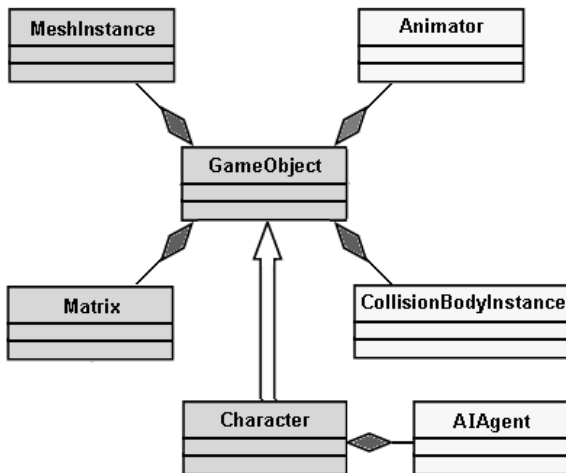 MeshInstance
Animator
GameObject
Matrix
CollisionBodyInstance
Character
AIAgent